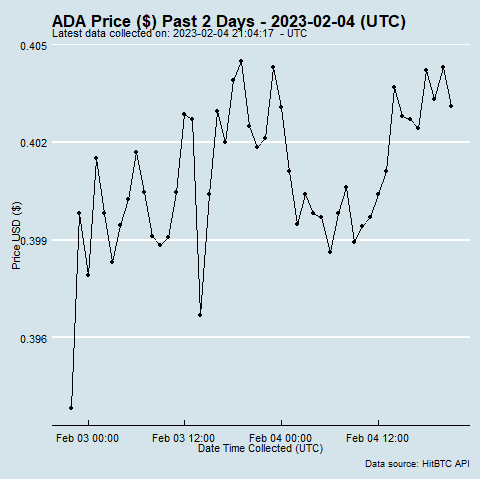 ADA Price ($) Past 2 Days - 2023-02-04 (UTC)
Latest data collected on: 2023-02-04 21:04:17  - UTC
0.405
0.402
0.399
0.396
Price USD ($)
Feb 03 00:00
Feb 03 12:00
Feb 04 00:00
Feb 04 12:00
Date Time Collected (UTC)
Data source: HitBTC API